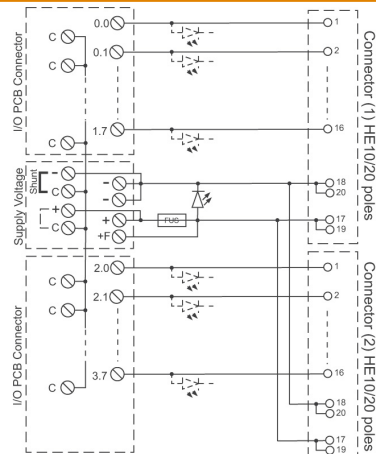 I/O PCB Connector
C
C
C
0.0
0.1
1.7
1
2
16
18
20
17
19
Connector (1) HE10/20 poles
Supply Voltage
Shunt
-
C
+
C
-
-
+
+F
FUS
I/O PCB Connector
C
C
C
2.0
2.1
3.7
1
2
16
18
20
17
19
Connector (2) HE10/20 poles